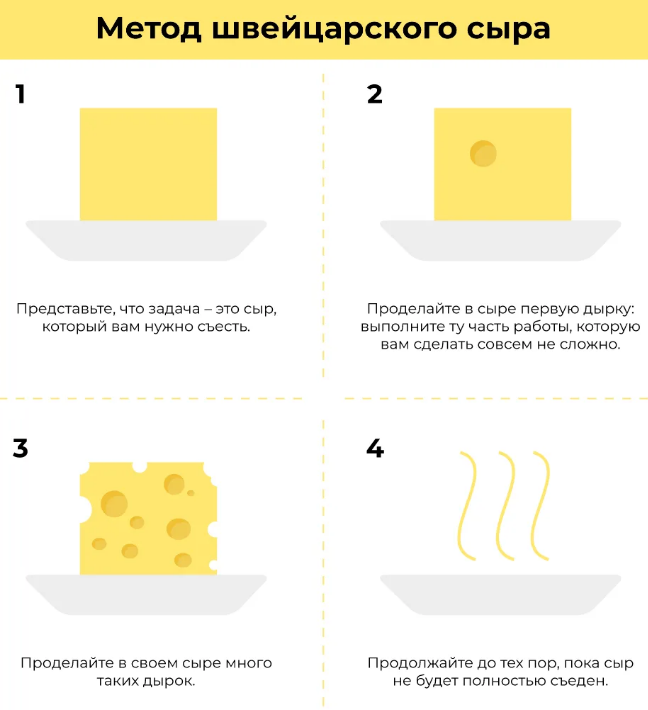 Метод швейцарского сыра
1
Представьте, что задача – это сыр,
который вам нужно съесть.
2
Проделайте в сыре первую дырку:
выполните ту часть работы, которую
вам сделать совсем не сложно.
3
Проделайте в своем сыре много
таких дырок.
4
Продолжайте до тех пор, пока сыр
не будет полностью съеден.